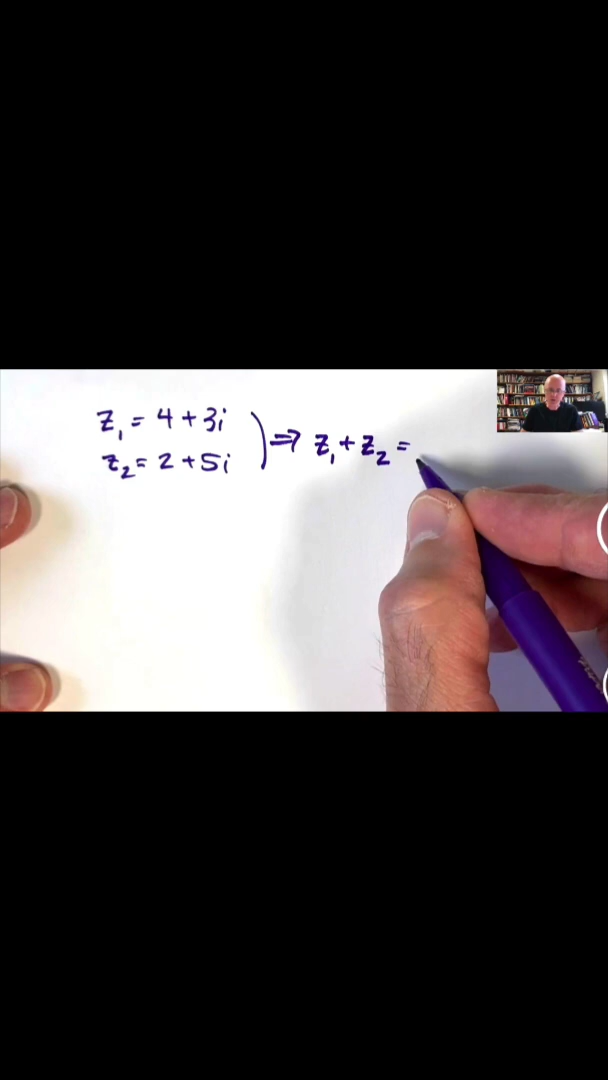 z₁ = 4 + 3i
z₂ = 2 + 5i
) ⇒ z₁ + z₂ =